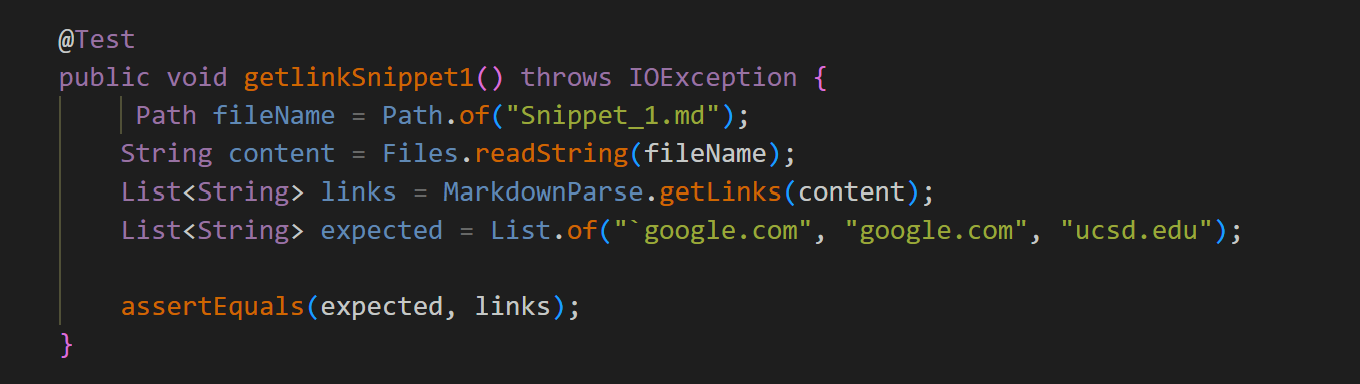 @Test
public void getlinkSnippet1() throws IOException {
Path fileName = Path.of("Snippet_1.md");
String content = Files.readString(fileName);
List<String> links = MarkdownParse.getLinks(content);
List<String> expected = List.of("`google.com", "google.com", "ucsd.edu");
assertEquals(expected, links);
}